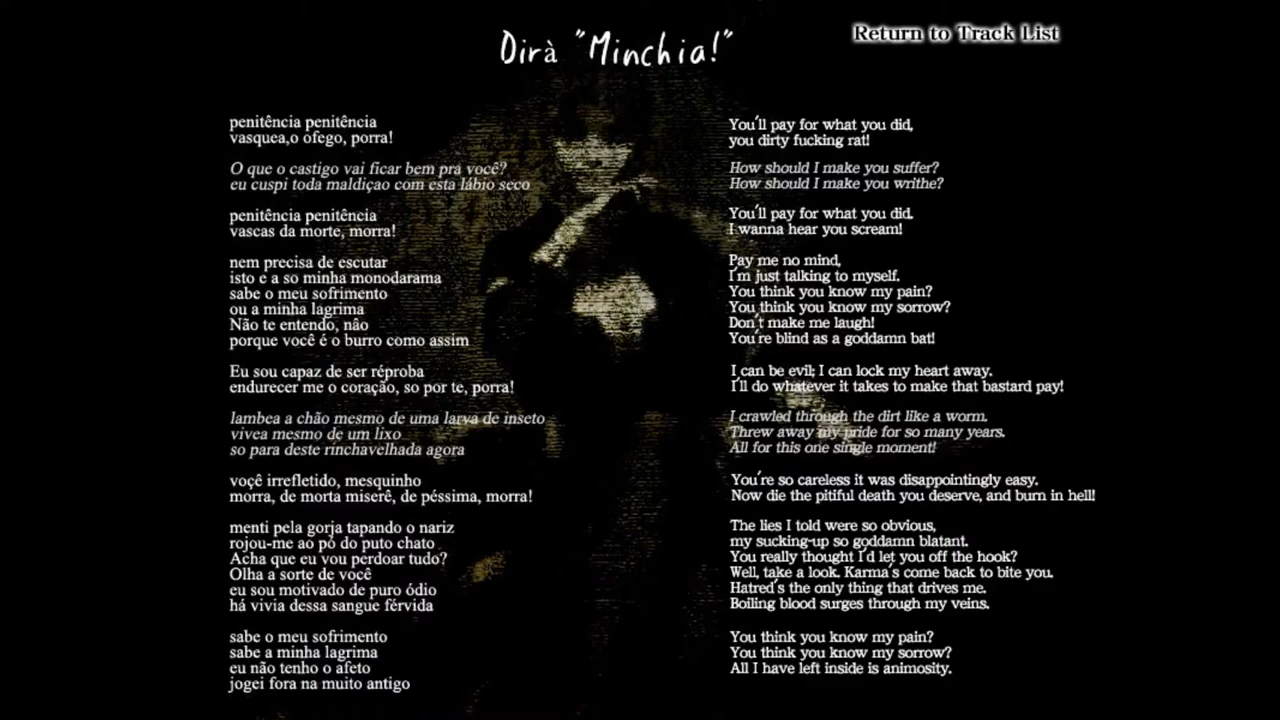 Dirà "Minchia!"
Return to Track List
penitência penitência
vasquea,o ofego, porra!
O que o castigo vai ficar bem pra você?
eu cuspi toda maldiçao com esta lábio seco
penitência penitência
vascas da morte, morra!
nem precisa de escutar
isto e a so minha monodarama
sabe o meu sofrimento
ou a minha lagrima
Não te entendo, nâo
porque você é o burro como assim
Eu sou capaz de ser réproba
endurecer me o coração, so por te, porra!
lambea a chão mesmo de uma larva de inseto
vivea mesmo de um lixo
so para deste rinchavelhada agora
voçê irrefletido, mesquinho
morra, de morta miserê, de péssima, morra!
menti pela gorja tapando o nariz
rojou-me ao pó do puto chato
Acha que eu vou perdoar tudo?
Olha a sorte de você
eu sou motivado de puro ódio
há vivia dessa sangue férvida
sabe o meu sofrimento
sabe a minha lagrima
eu não tenho o afeto
jogei fora na muito antigo
You'll pay for what you did,
you dirty fucking rat!
How should I make you suffer?
How should I make you writhe?
You'll pay for what you did.
I wanna hear you scream!
Pay me no mind,
I'm just talking to myself.
You think you know my pain?
You think you know my sorrow?
Don't make me laugh!
You're blind as a goddamn bat!
I can be evil; I can lock my heart away.
I'll do whatever it takes to make that bastard pay!
I crawled through the dirt like a worm.
Threw away my pride for so many years.
All for this one single moment!
You're so careless it was disappointingly easy.
Now die the pitiful death you deserve, and burn in hell!
The lies I told were so obvious,
my sucking-up so goddamn blatant.
You really thought I'd let you off the hook?
Well, take a look. Karma's come back to bite you.
Hatred's the only thing that drives me.
Boiling blood surges through my veins.
You think you know my pain?
You think you know my sorrow?
All I have left inside is animosity.